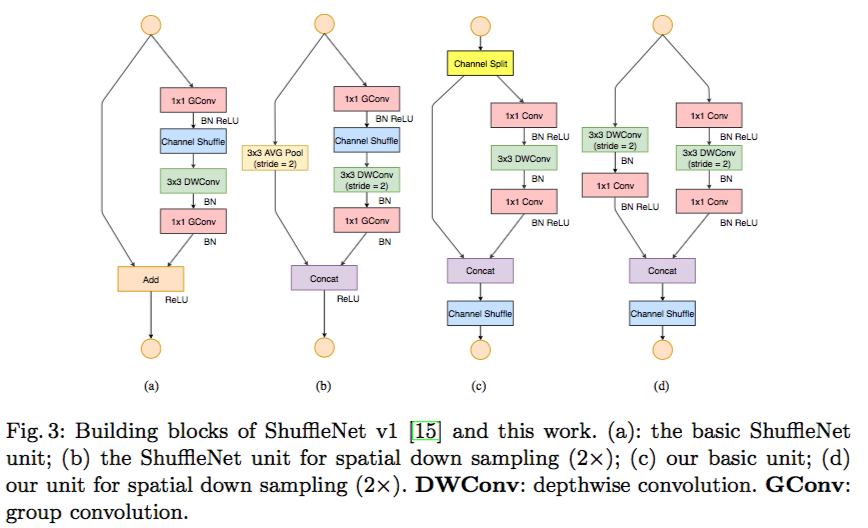 1x1 GConv
BN ReLU
Channel Shuffle
3x3 DWConv
BN
1x1 GConv
BN
Add
ReLU
(a)
1x1 GConv
BN ReLU
Channel Shuffle
3x3 AVG Pool
(stride = 2)
3x3 DWConv
(stride = 2)
BN
1x1 GConv
BN
Concat
ReLU
(b)
Channel Split
1x1 Conv
BN ReLU
3x3 DWConv
BN
1x1 Conv
BN ReLU
Concat
Channel Shuffle
(c)
1x1 Conv
BN ReLU
3x3 DWConv
(stride = 2)
BN
1x1 Conv
BN ReLU
3x3 DWConv
(stride = 2)
BN
1x1 Conv
BN ReLU
Concat
Channel Shuffle
(d)
Fig. 3: Building blocks of ShuffleNet v1 [15] and this work. (a): the basic ShuffleNet
unit; (b) the ShuffleNet unit for spatial down sampling (2×); (c) our basic unit; (d)
our unit for spatial down sampling (2×). DWConv: depthwise convolution. GConv:
group convolution.